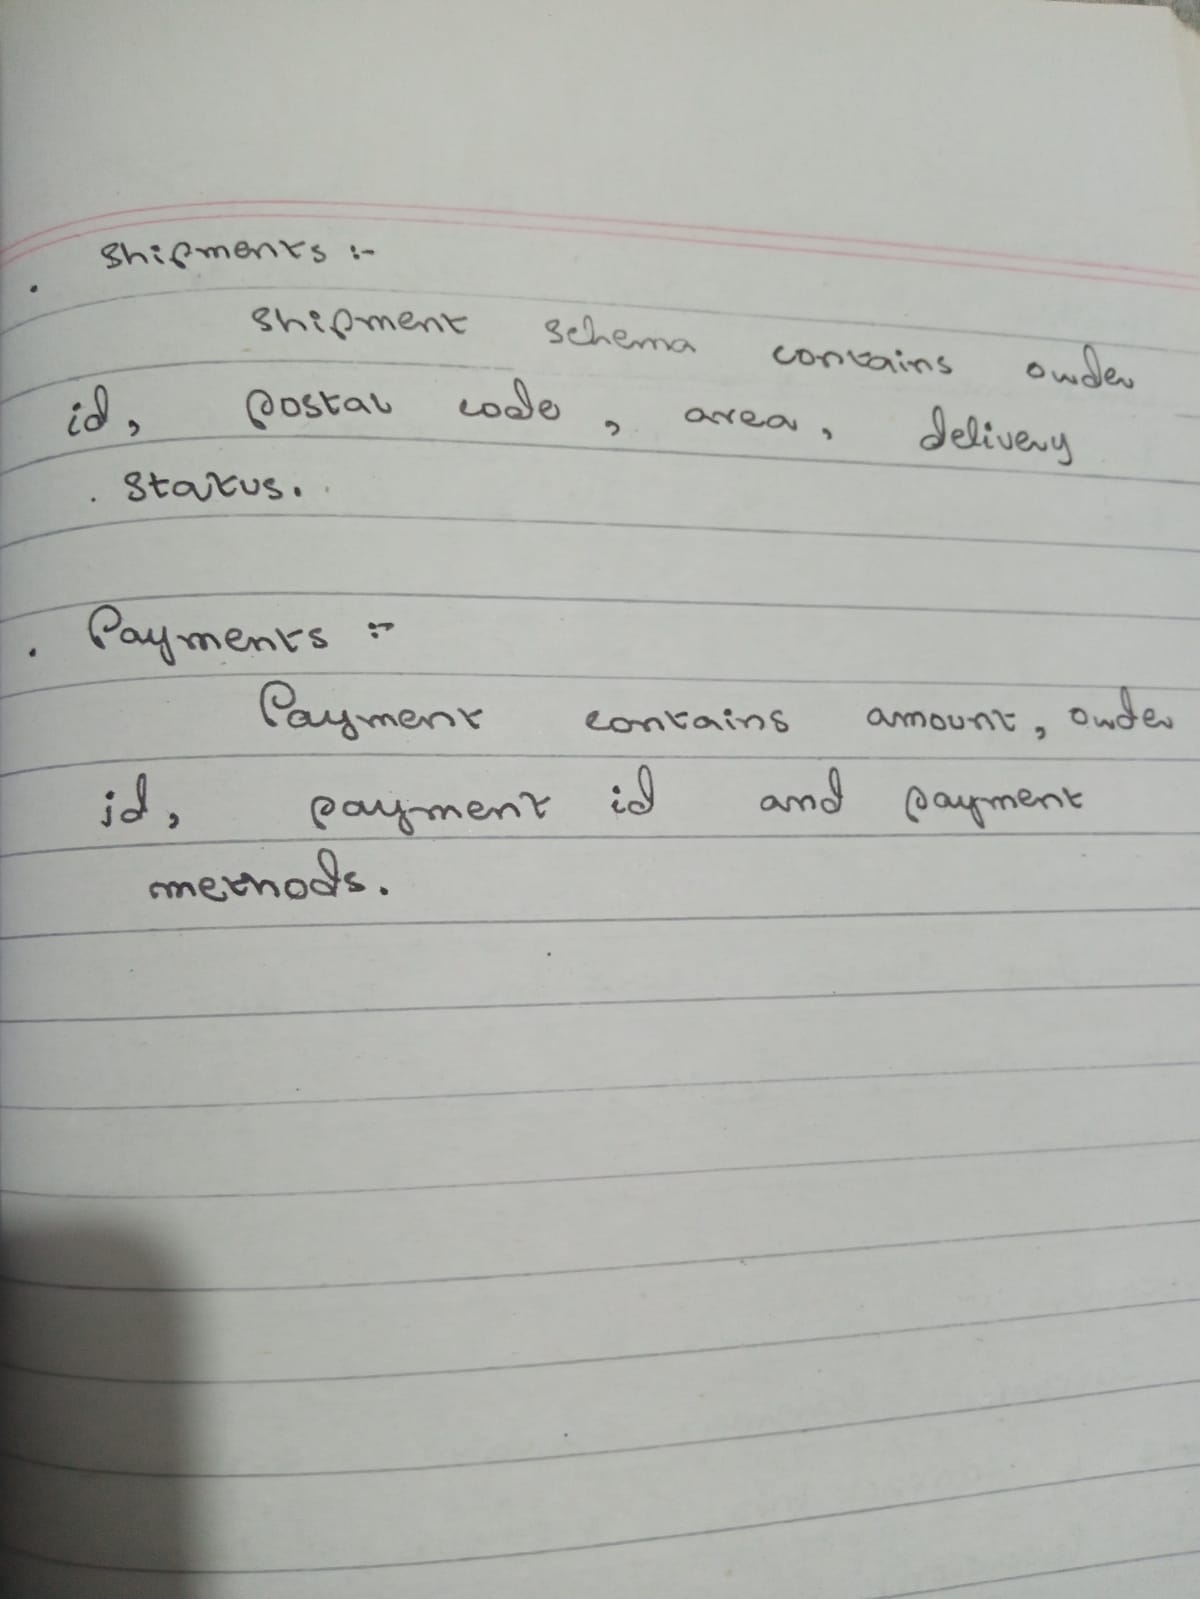 • Shipments :-
Shipment schema contains order
id, postal code, area, delivery
. status.
• Payments :-
Payment contains amount, order
id, payment id and payment
methods.